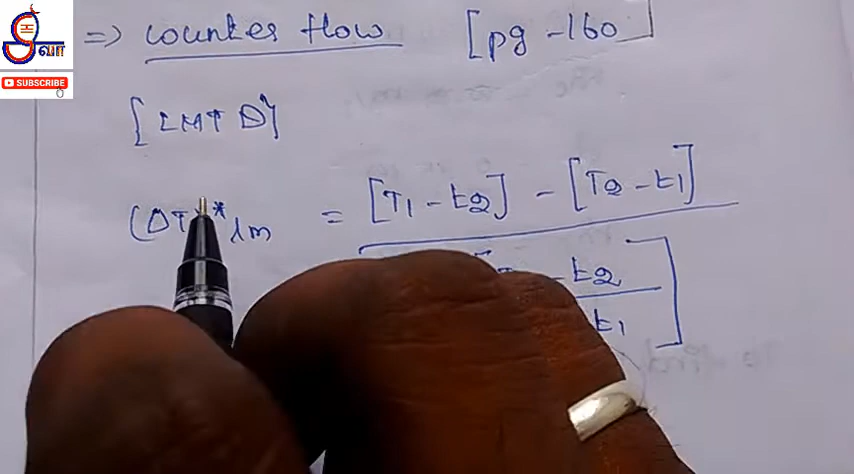 குவா
SUBSCRIBE
=> counter flow [pg-160]
[LMTD]
(ΔT)*lm = [T1 - t2] - [T2 - t1]
- t2
t1